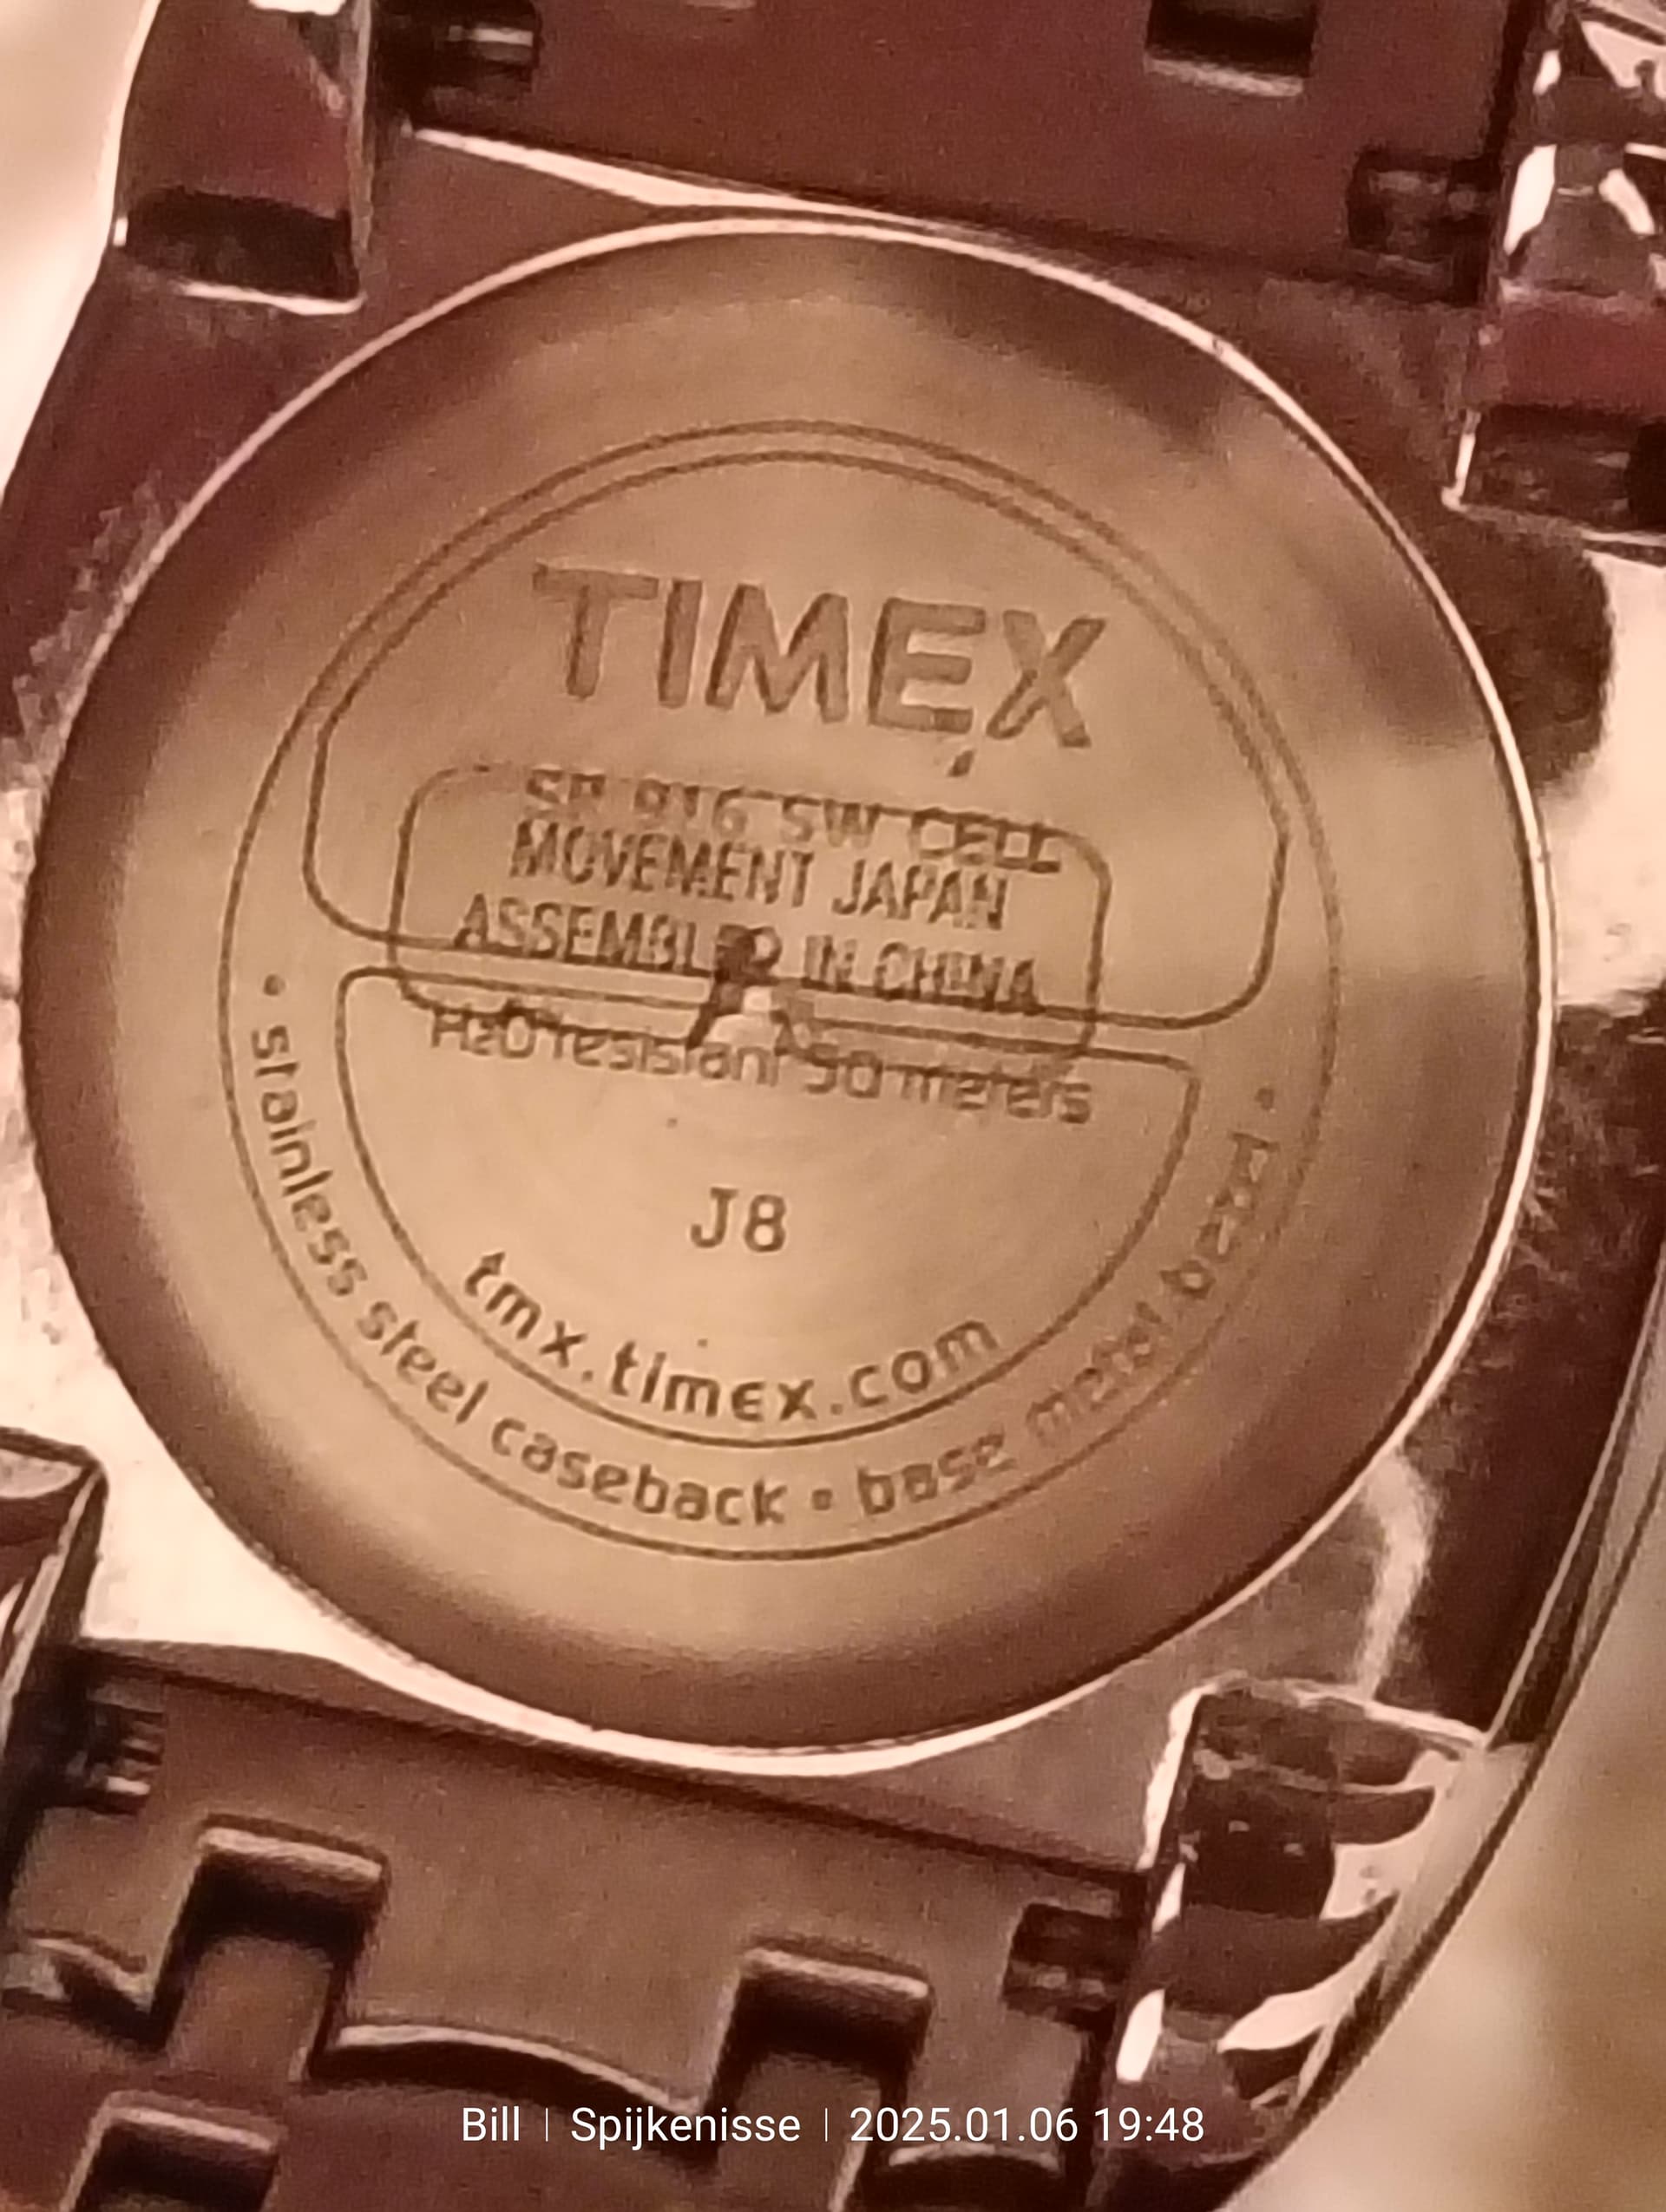 TIMEX
SR 916 SW CELL
MOVEMENT JAPAN
ASSEMBLED IN CHINA
H2O resistant 50 meters
J8
tmx.timex.com
• stainless steel caseback • base metal bezel •
Bill | Spijkenisse | 2025.01.06 19:48